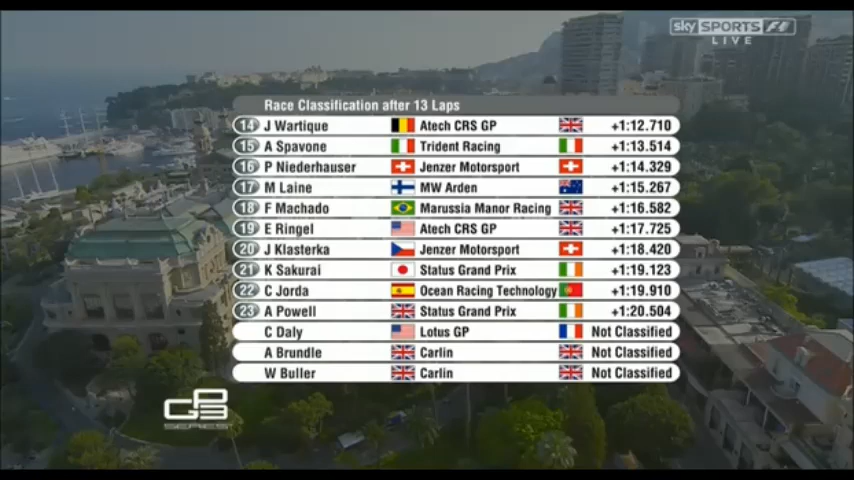 sky SPORTS F1
LIVE
Race Classification after 13 Laps
14 J Wartique Atech CRS GP +1:12.710
15 A Spavone Trident Racing +1:13.514
16 P Niederhauser Jenzer Motorsport +1:14.329
17 M Laine MW Arden +1:15.267
18 F Machado Marussia Manor Racing +1:16.582
19 E Ringel Atech CRS GP +1:17.725
20 J Klasterka Jenzer Motorsport +1:18.420
21 K Sakurai Status Grand Prix +1:19.123
22 C Jorda Ocean Racing Technology +1:19.910
23 A Powell Status Grand Prix +1:20.504
C Daly Lotus GP Not Classified
A Brundle Carlin Not Classified
W Buller Carlin Not Classified
GP3
SERIES